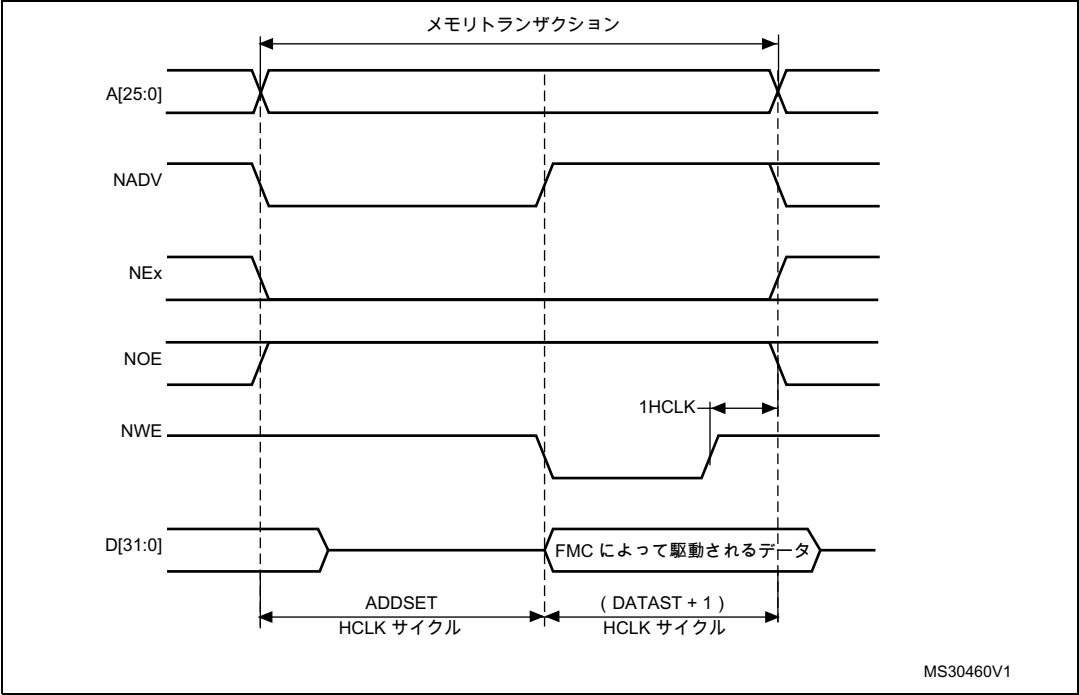 メモリトランザクション
A[25:0]
NADV
NEx
NOE
1HCLK
NWE
D[31:0]
FMC によって駆動されるデータ
ADDSET
HCLK サイクル
( DATAST + 1 )
HCLK サイクル
MS30460V1